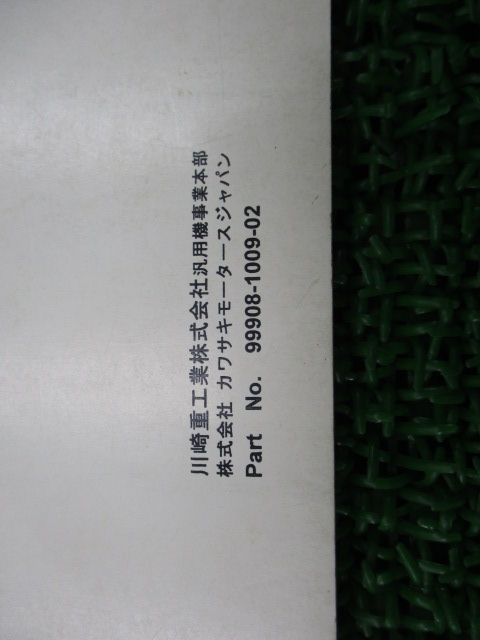 川崎重工業株式会社汎用機事業本部
株式会社 カワサキモータースジャパン
Part No. 99908-1009-02